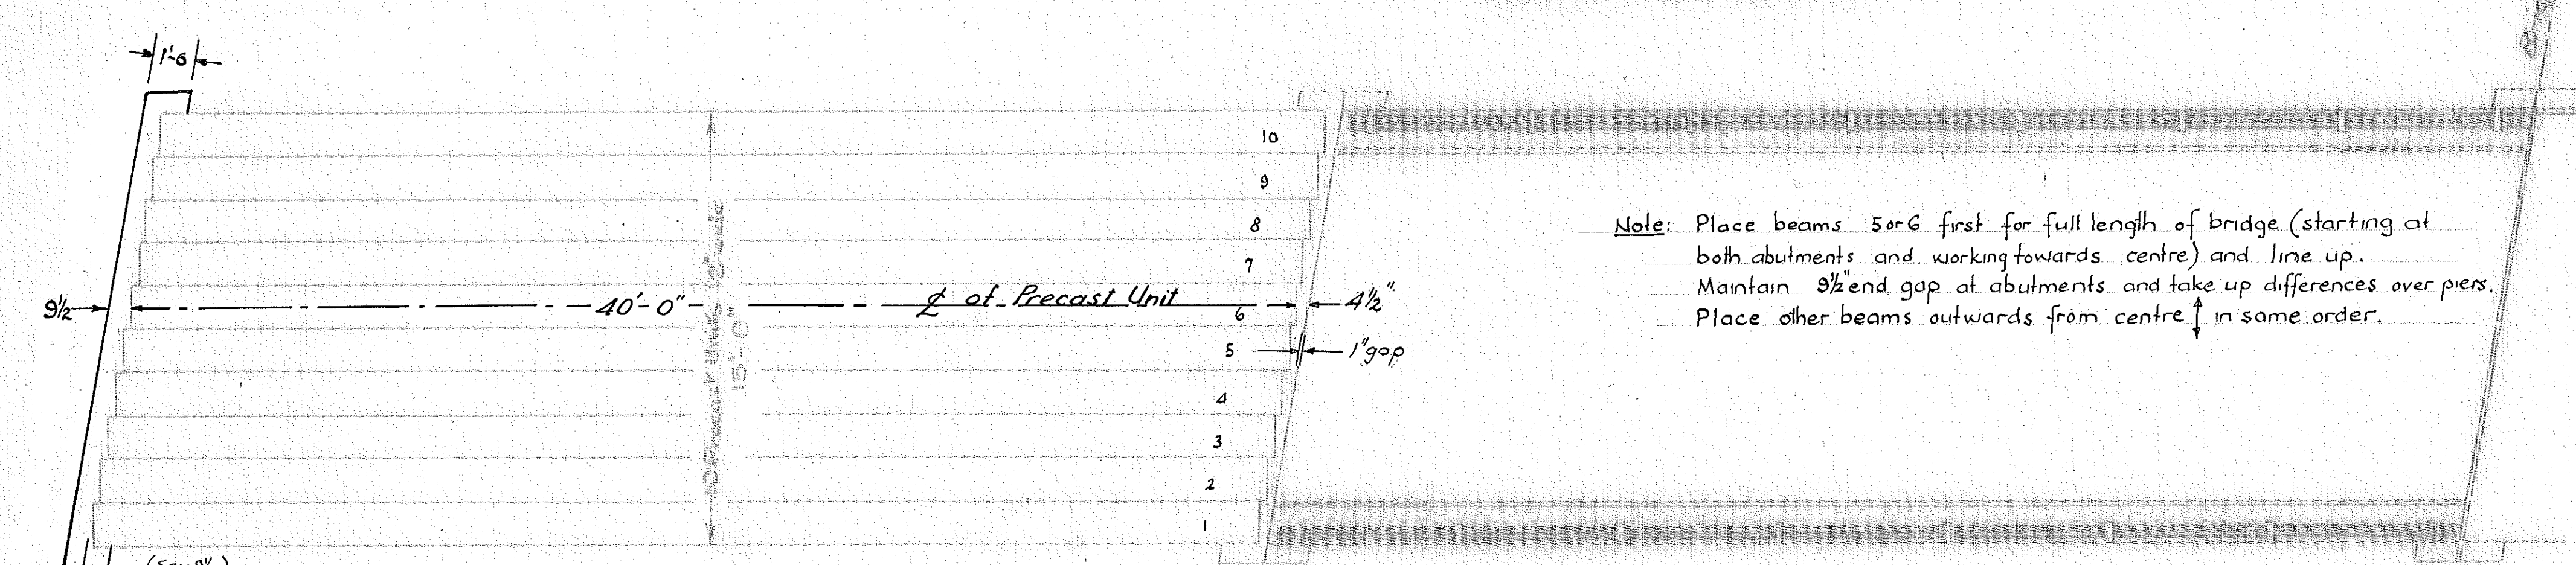 1'-6
10
9
8
7
6
5
4
3
2
1
9½
40'-0"
℄ of Precast Unit
4½"
1" gap
10 Precast Units 18" wide
15'-0"
Note: Place beams 5 or 6 first for full length of bridge (starting at
both abutments and working towards centre) and line up.
Maintain 9½" end gap at abutments and take up differences over piers.
Place other beams outwards from centre ↕ in same order.